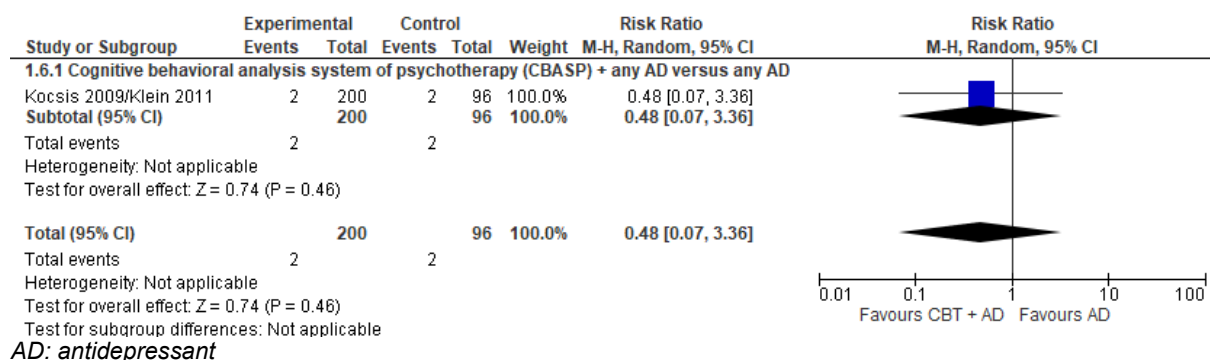 Experimental Control Risk Ratio Risk Ratio
Study or Subgroup Events Total Events Total Weight M-H, Random, 95% CI M-H, Random, 95% CI
1.6.1 Cognitive behavioral analysis system of psychotherapy (CBASP) + any AD versus any AD
Kocsis 2009/Klein 2011 2 200 2 96 100.0% 0.48 [0.07, 3.36]
Subtotal (95% CI) 200 96 100.0% 0.48 [0.07, 3.36]
Total events 2 2
Heterogeneity: Not applicable
Test for overall effect: Z = 0.74 (P = 0.46)
Total (95% CI) 200 96 100.0% 0.48 [0.07, 3.36]
Total events 2 2
Heterogeneity: Not applicable
Test for overall effect: Z = 0.74 (P = 0.46)
Test for subgroup differences: Not applicable
0.01 0.1 1 10 100
Favours CBT + AD Favours AD
AD: antidepressant